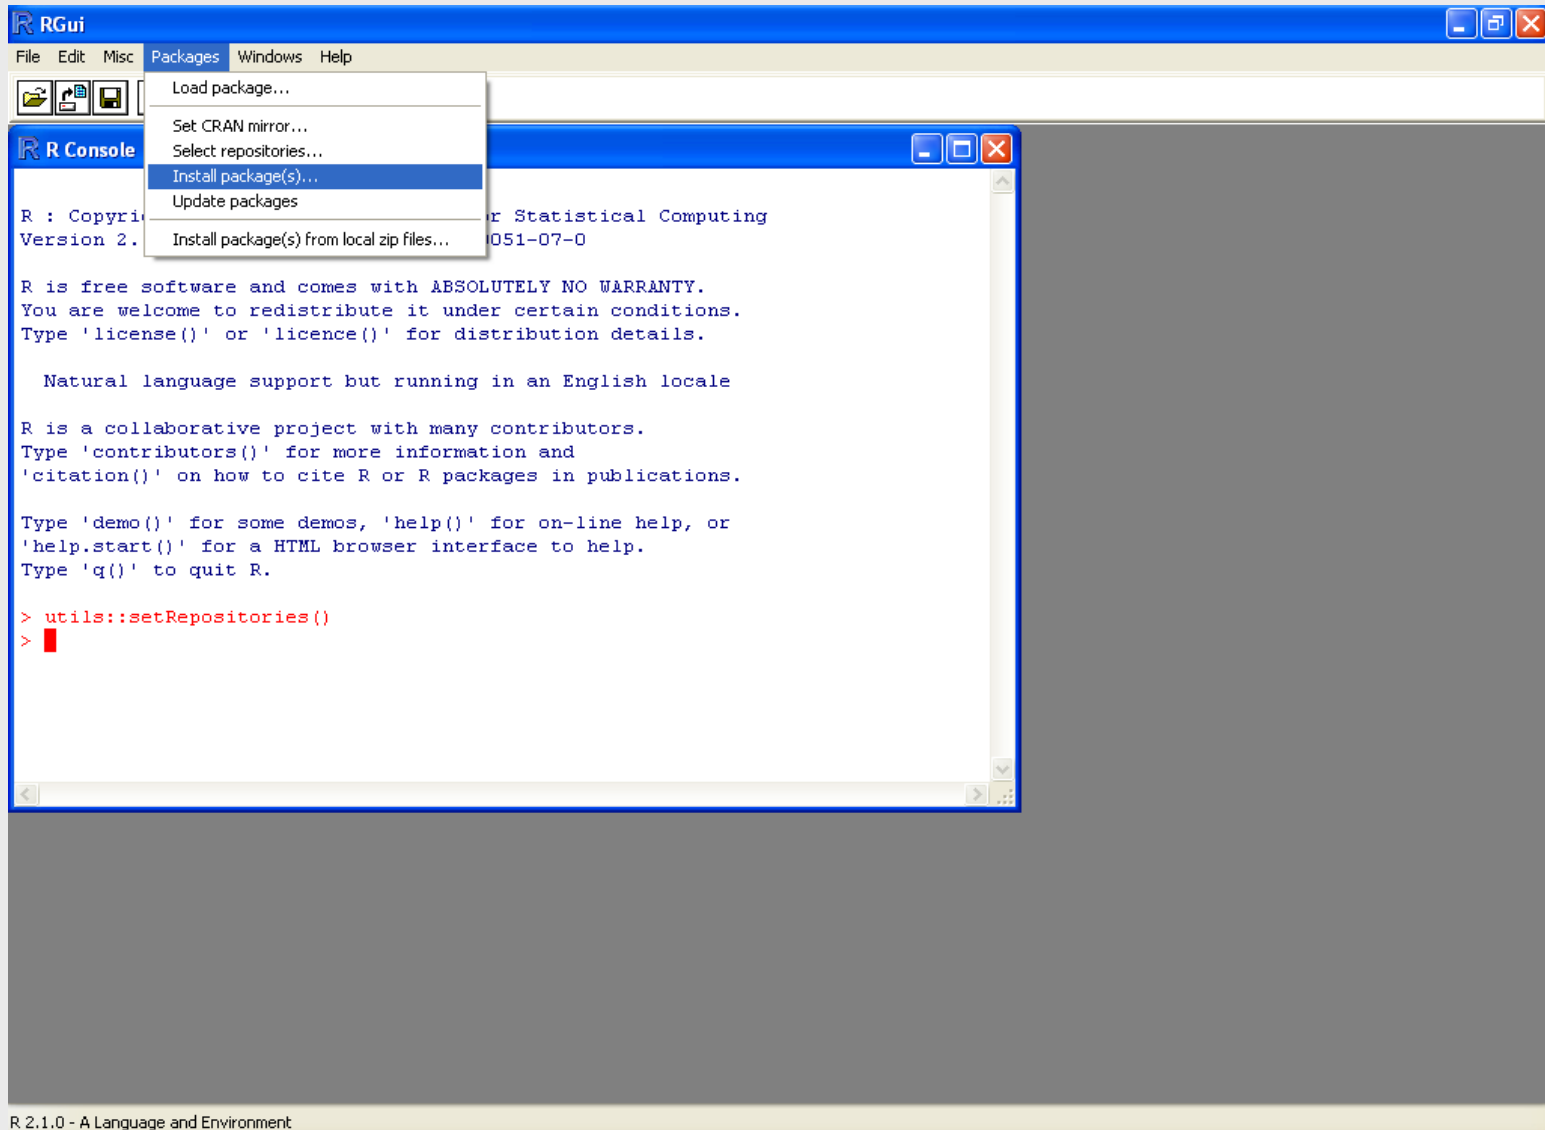 RGui
File Edit Misc Packages Windows Help
Load package...
Set CRAN mirror...
Select repositories...
Install package(s)...
Update packages
Install package(s) from local zip files...
R Console
R : Copyri r Statistical Computing
Version 2. 051-07-0
R is free software and comes with ABSOLUTELY NO WARRANTY.
You are welcome to redistribute it under certain conditions.
Type 'license()' or 'licence()' for distribution details.
Natural language support but running in an English locale
R is a collaborative project with many contributors.
Type 'contributors()' for more information and
'citation()' on how to cite R or R packages in publications.
Type 'demo()' for some demos, 'help()' for on-line help, or
'help.start()' for a HTML browser interface to help.
Type 'q()' to quit R.
> utils::setRepositories()
>
R 2.1.0 - A Language and Environment